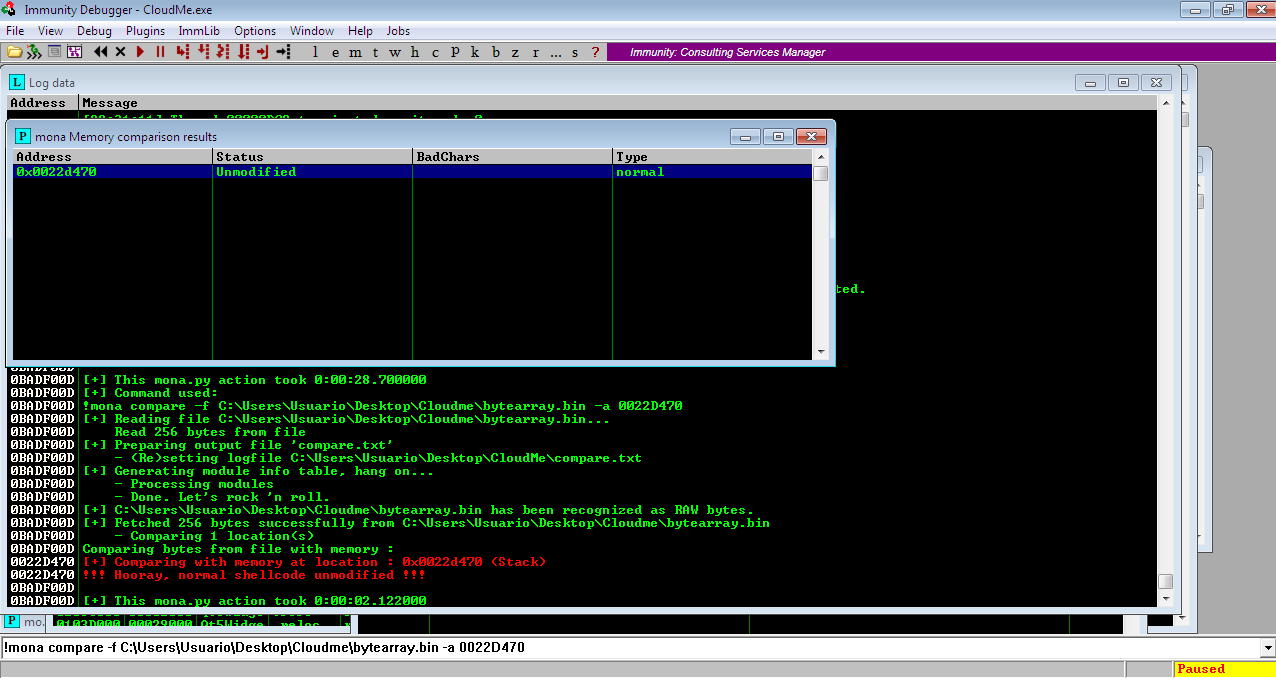 Immunity Debugger - CloudMe.exe
File View Debug Plugins ImmLib Options Window Help Jobs
l e m t w h c P k b z r ... s ?
Immunity: Consulting Services Manager
L Log data
Address Message
P mona Memory comparison results
Address Status BadChars Type
0x0022d470 Unmodified normal
ted.
0BADF00D [+] This mona.py action took 0:00:28.700000
0BADF00D [+] Command used:
0BADF00D !mona compare -f C:\Users\Usuario\Desktop\Cloudme\bytearray.bin -a 0022D470
0BADF00D [+] Reading file C:\Users\Usuario\Desktop\Cloudme\bytearray.bin...
0BADF00D Read 256 bytes from file
0BADF00D [+] Preparing output file 'compare.txt'
0BADF00D - (Re)setting logfile C:\Users\Usuario\Desktop\CloudMe\compare.txt
0BADF00D [+] Generating module info table, hang on...
0BADF00D - Processing modules
0BADF00D - Done. Let's rock 'n roll.
0BADF00D [+] C:\Users\Usuario\Desktop\Cloudme\bytearray.bin has been recognized as RAW bytes.
0BADF00D [+] Fetched 256 bytes successfully from C:\Users\Usuario\Desktop\Cloudme\bytearray.bin
0BADF00D - Comparing 1 location(s)
0BADF00D Comparing bytes from file with memory :
0022D470 [+] Comparing with memory at location : 0x0022d470 (Stack)
0022D470 !!! Hooray, normal shellcode unmodified !!!
0BADF00D
0BADF00D [+] This mona.py action took 0:00:02.122000
P mo.
0103D000 00029000 Qt5Widge .reloc
!mona compare -f C:\Users\Usuario\Desktop\Cloudme\bytearray.bin -a 0022D470
Paused